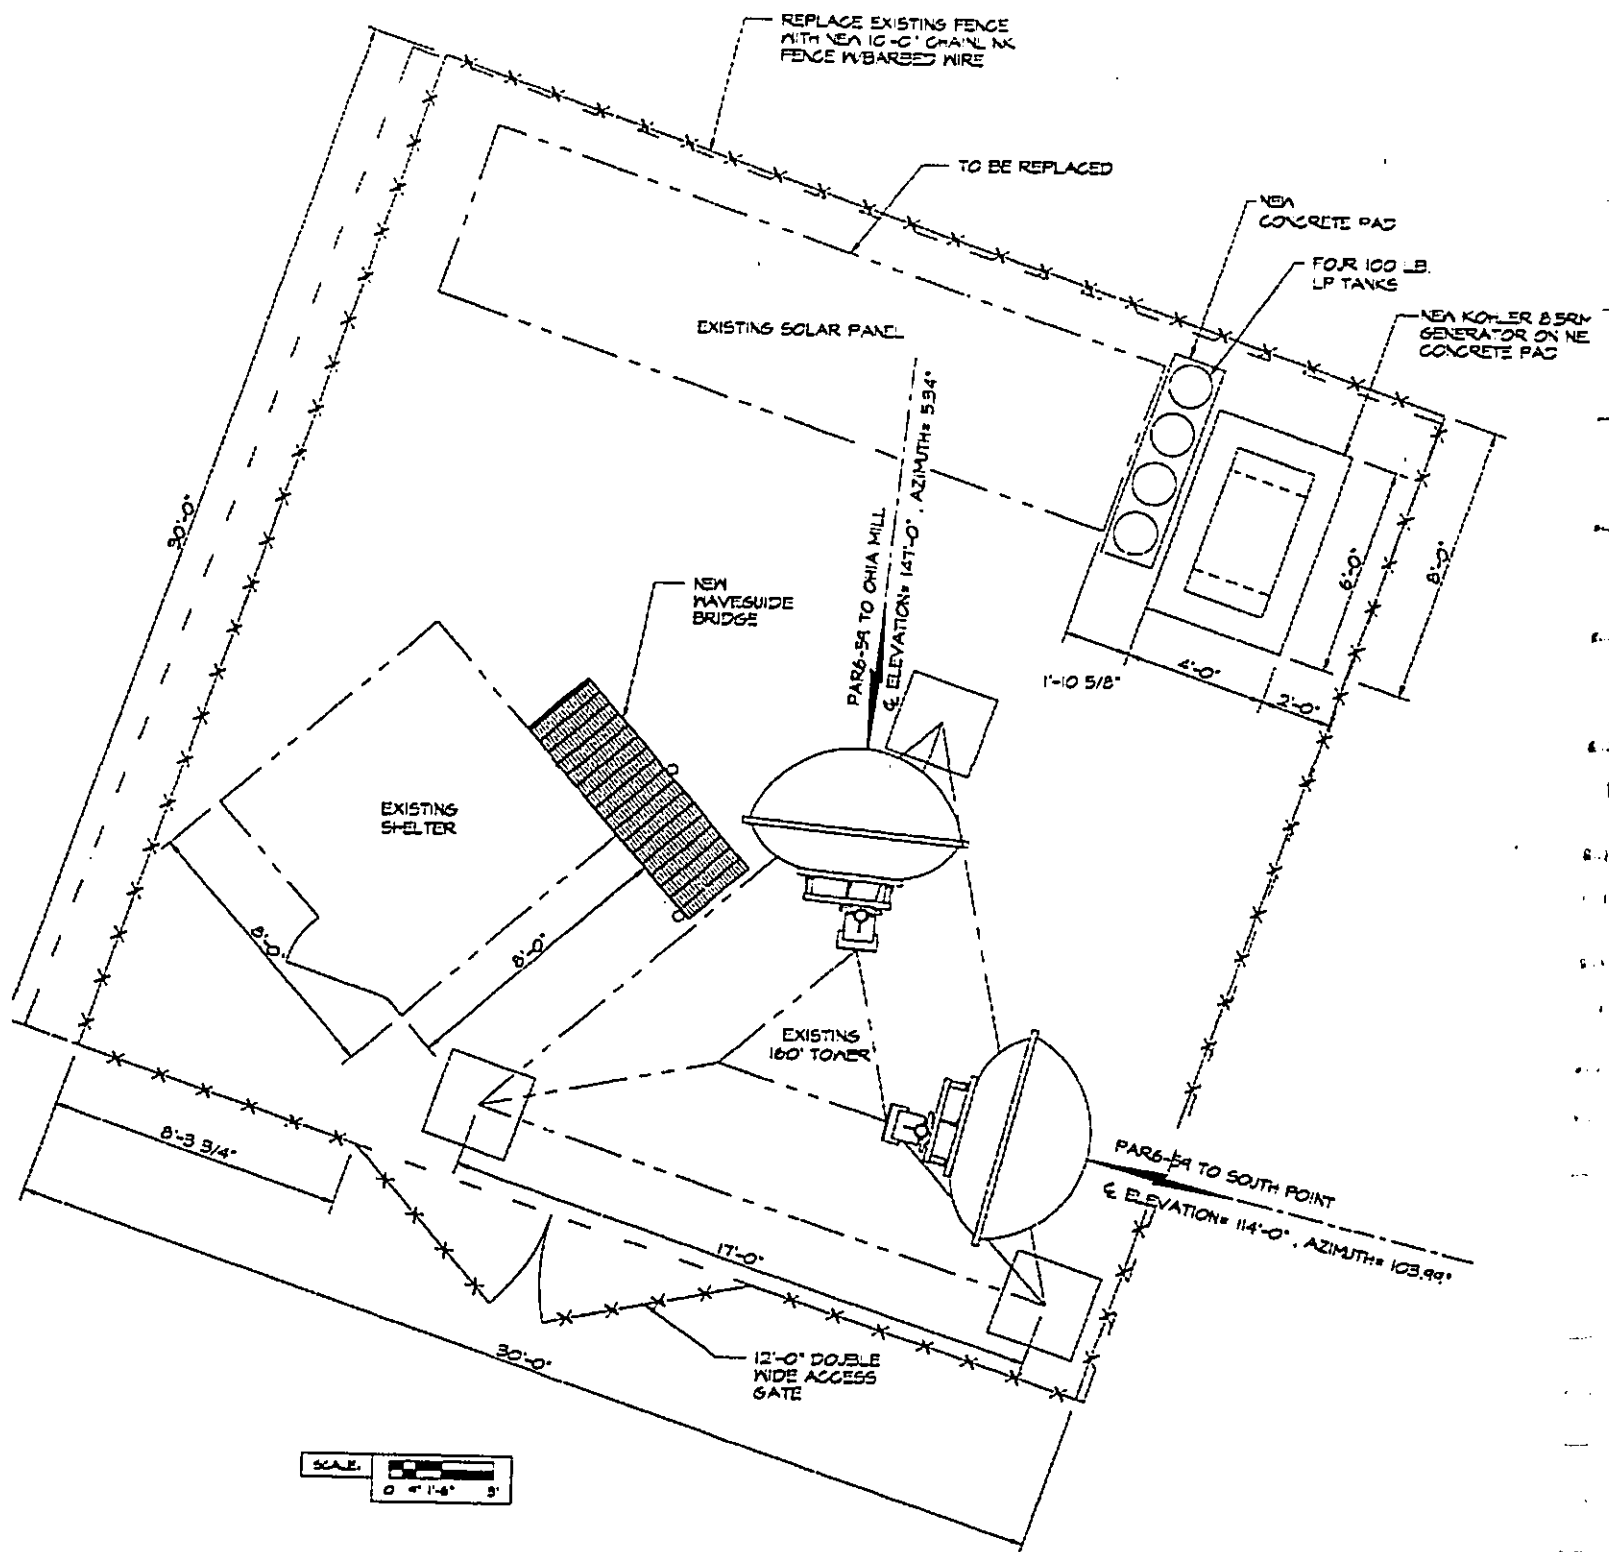 REPLACE EXISTING FENCE
WITH NEW 10'-0" CHAINLINK
FENCE W/BARBED WIRE
TO BE REPLACED
NEW
CONCRETE PAD
FOUR 100 LB.
LP TANKS
NEW KOHLER 8.5RM
GENERATOR ON NE
CONCRETE PAD
EXISTING SOLAR PANEL
30'-0"
NEW
WAVEGUIDE
BRIDGE
PAR6-59 TO OHIA MILL
℄ ELEVATION= 147'-0" , AZIMUTH= 5.34°
6'-0"
8'-0"
1'-10 5/8"
4'-0"
2'-0"
EXISTING
SHELTER
8'-0"
8'-0"
EXISTING
160' TOWER
8'-3 3/4"
PAR6-59 TO SOUTH POINT
℄ ELEVATION= 114'-0" , AZIMUTH= 103.99°
17'-0"
30'-0"
12'-0" DOUBLE
WIDE ACCESS
GATE
SCALE:
0 9" 1'-6" 3'